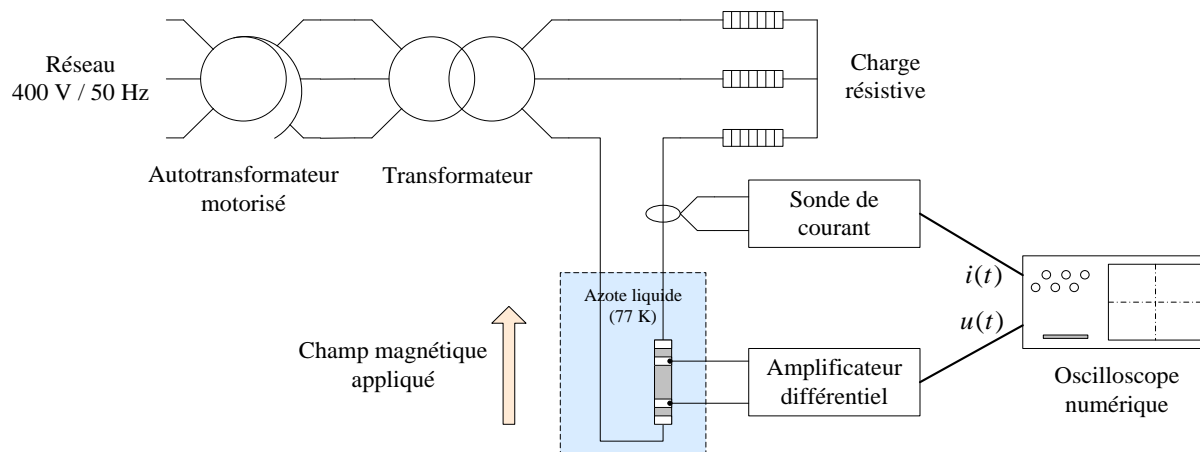 Réseau
400 V / 50 Hz
Autotransformateur
motorisé
Transformateur
Charge
résistive
Sonde de
courant
i(t)
u(t)
Azote liquide
(77 K)
Champ magnétique
appliqué
Amplificateur
différentiel
Oscilloscope
numérique